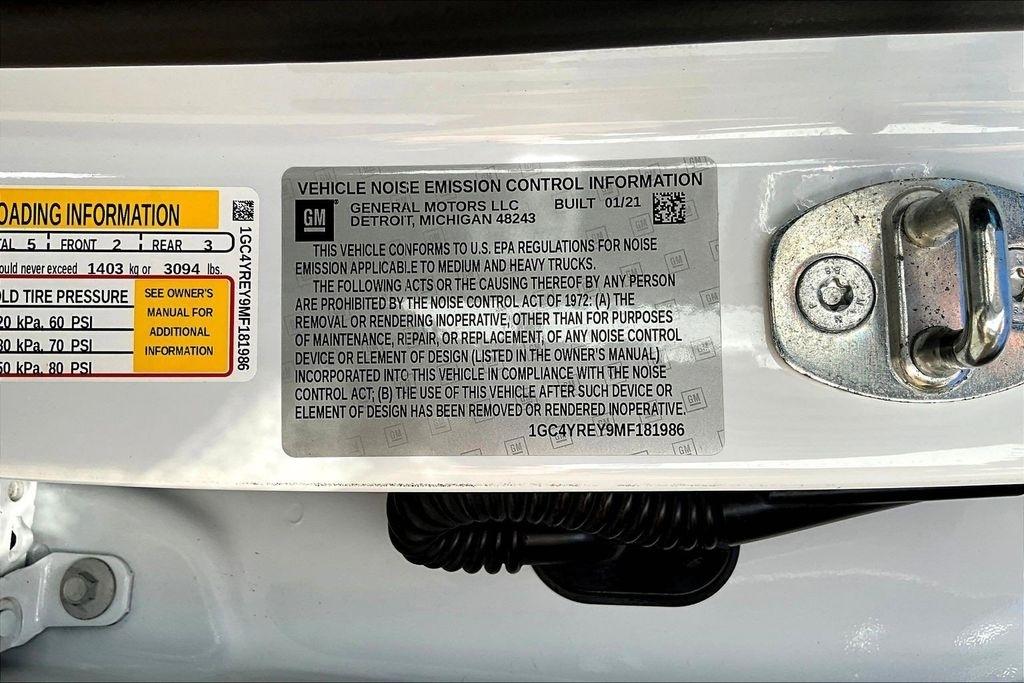 OADING INFORMATION
TAL 5 FRONT 2 REAR 3
ould never exceed 1403 kg or 3094 lbs.
OLD TIRE PRESSURE
20 kPa, 60 PSI
80 kPa, 70 PSI
50 kPa, 80 PSI
SEE OWNER'S
MANUAL FOR
ADDITIONAL
INFORMATION
1GC4YREY9MF181986
VEHICLE NOISE EMISSION CONTROL INFORMATION
GM
GENERAL MOTORS LLC BUILT 01/21
DETROIT, MICHIGAN 48243
THIS VEHICLE CONFORMS TO U.S. EPA REGULATIONS FOR NOISE
EMISSION APPLICABLE TO MEDIUM AND HEAVY TRUCKS.
THE FOLLOWING ACTS OR THE CAUSING THEREOF BY ANY PERSON
ARE PROHIBITED BY THE NOISE CONTROL ACT OF 1972: (A) THE
REMOVAL OR RENDERING INOPERATIVE, OTHER THAN FOR PURPOSES
OF MAINTENANCE, REPAIR, OR REPLACEMENT, OF ANY NOISE CONTROL
DEVICE OR ELEMENT OF DESIGN (LISTED IN THE OWNER'S MANUAL)
INCORPORATED INTO THIS VEHICLE IN COMPLIANCE WITH THE NOISE
CONTROL ACT; (B) THE USE OF THIS VEHICLE AFTER SUCH DEVICE OR
ELEMENT OF DESIGN HAS BEEN REMOVED OR RENDERED INOPERATIVE.
1GC4YREY9MF181986